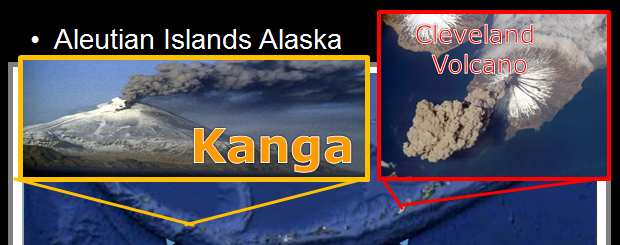 • Aleutian Islands Alaska
Cleveland
Volcano
Kanga